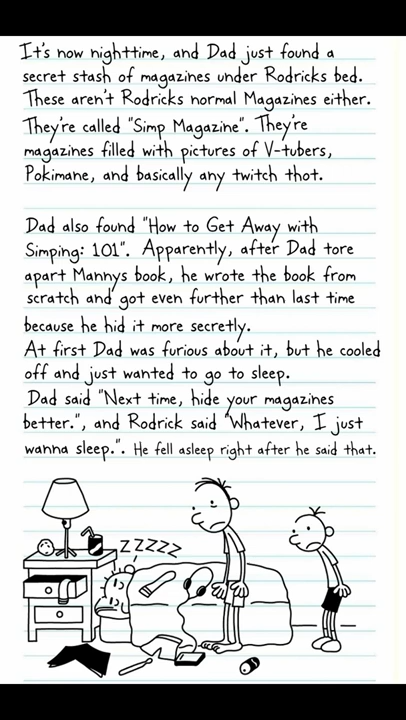 It's now nighttime, and Dad just found a
secret stash of magazines under Rodricks bed.
These aren't Rodricks normal Magazines either.
They're called "Simp Magazine". They're
magazines filled with pictures of V-tubers,
Pokimane, and basically any twitch thot.
Dad also found "How to Get Away with
Simping: 101". Apparently, after Dad tore
apart Mannys book, he wrote the book from
scratch and got even further than last time
because he hid it more secretly.
At first Dad was furious about it, but he cooled
off and just wanted to go to sleep.
Dad said "Next time, hide your magazines
better.", and Rodrick said "Whatever, I just
wanna sleep.". He fell asleep right after he said that.
ZZZZZ